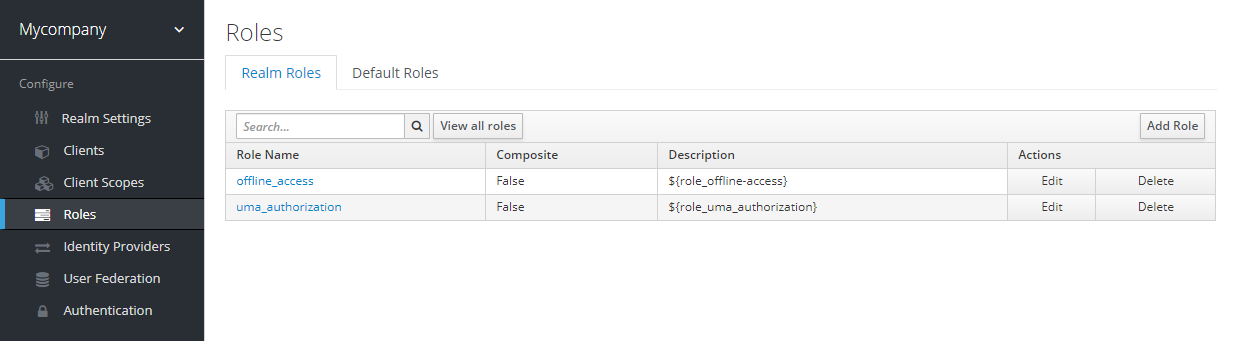 Mycompany
Configure
Realm Settings
Clients
Client Scopes
Roles
Identity Providers
User Federation
Authentication
Roles
Realm Roles Default Roles
Search... View all roles Add Role
Role Name Composite Description Actions
offline_access False ${role_offline-access} Edit Delete
uma_authorization False ${role_uma_authorization} Edit Delete